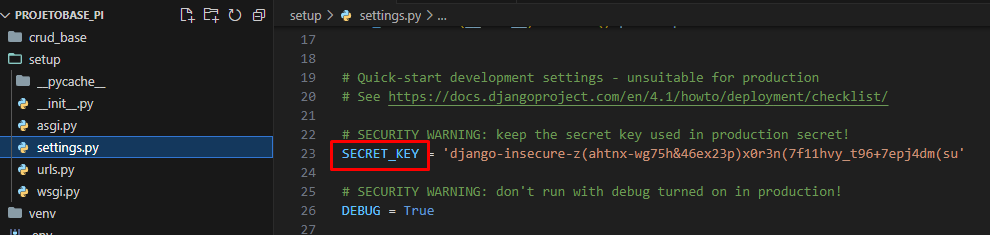 PROJETOBASE_PI
crud_base
setup
__pycache__
__init__.py
asgi.py
settings.py
urls.py
wsgi.py
venv
.env
setup > settings.py > ...
17
18
19 # Quick-start development settings - unsuitable for production
20 # See https://docs.djangoproject.com/en/4.1/howto/deployment/checklist/
21
22 # SECURITY WARNING: keep the secret key used in production secret!
23 SECRET_KEY = 'django-insecure-z(ahtnx-wg75h&46ex23p)x0r3n(7f11hvy_t96+7epj4dm(su'
24
25 # SECURITY WARNING: don't run with debug turned on in production!
26 DEBUG = True
27